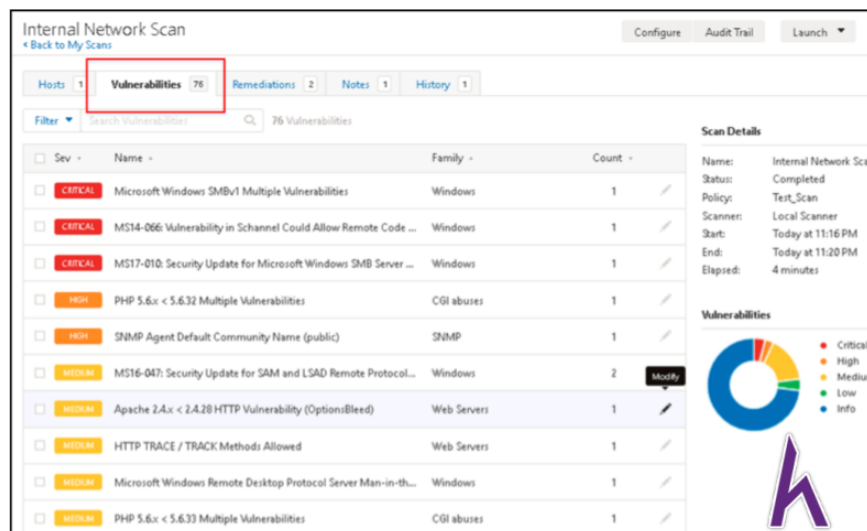 Internal Network Scan
< Back to My Scans
Configure
Audit Trail
Launch
Hosts 1
Vulnerabilities 76
Remediations 2
Notes 1
History 1
Filter
Search Vulnerabilities
76 Vulnerabilities
Sev
Name
Family
Count
CRITICAL Microsoft Windows SMBv1 Multiple Vulnerabilities Windows 1
CRITICAL MS14-066: Vulnerability in Schannel Could Allow Remote Code ... Windows 1
CRITICAL MS17-010: Security Update for Microsoft Windows SMB Server ... Windows 1
HIGH PHP 5.6.x < 5.6.32 Multiple Vulnerabilities CGI abuses 1
HIGH SNMP Agent Default Community Name (public) SNMP 1
MEDIUM MS16-047: Security Update for SAM and LSAD Remote Protocol... Windows 2
Modify
MEDIUM Apache 2.4.x < 2.4.28 HTTP Vulnerability (OptionsBleed) Web Servers 1
MEDIUM HTTP TRACE / TRACK Methods Allowed Web Servers 1
MEDIUM Microsoft Windows Remote Desktop Protocol Server Man-in-th... Windows 1
MEDIUM PHP 5.6.x < 5.6.33 Multiple Vulnerabilities CGI abuses 1
Scan Details
Name: Internal Network Sca
Status: Completed
Policy: Test_Scan
Scanner: Local Scanner
Start: Today at 11:16 PM
End: Today at 11:20 PM
Elapsed: 4 minutes
Vulnerabilities
Critical
High
Mediu
Low
Info
h